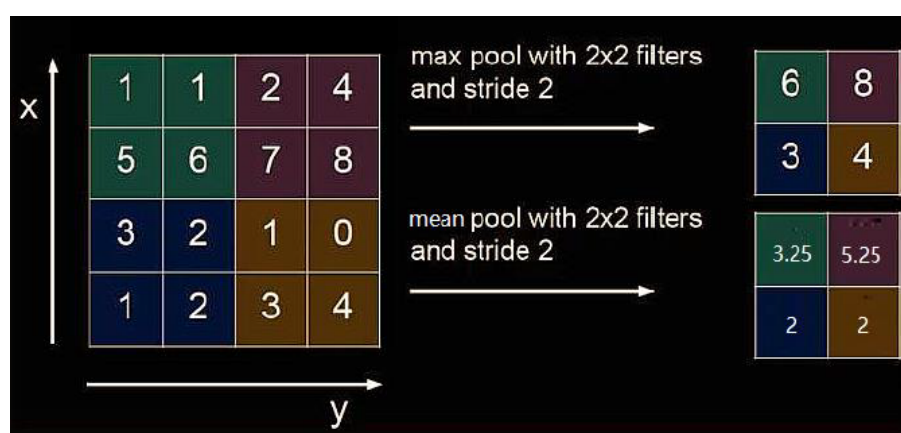 x
1 1 2 4
5 6 7 8
3 2 1 0
1 2 3 4
y
max pool with 2x2 filters
and stride 2
6 8
3 4
mean pool with 2x2 filters
and stride 2
3.25 5.25
2 2